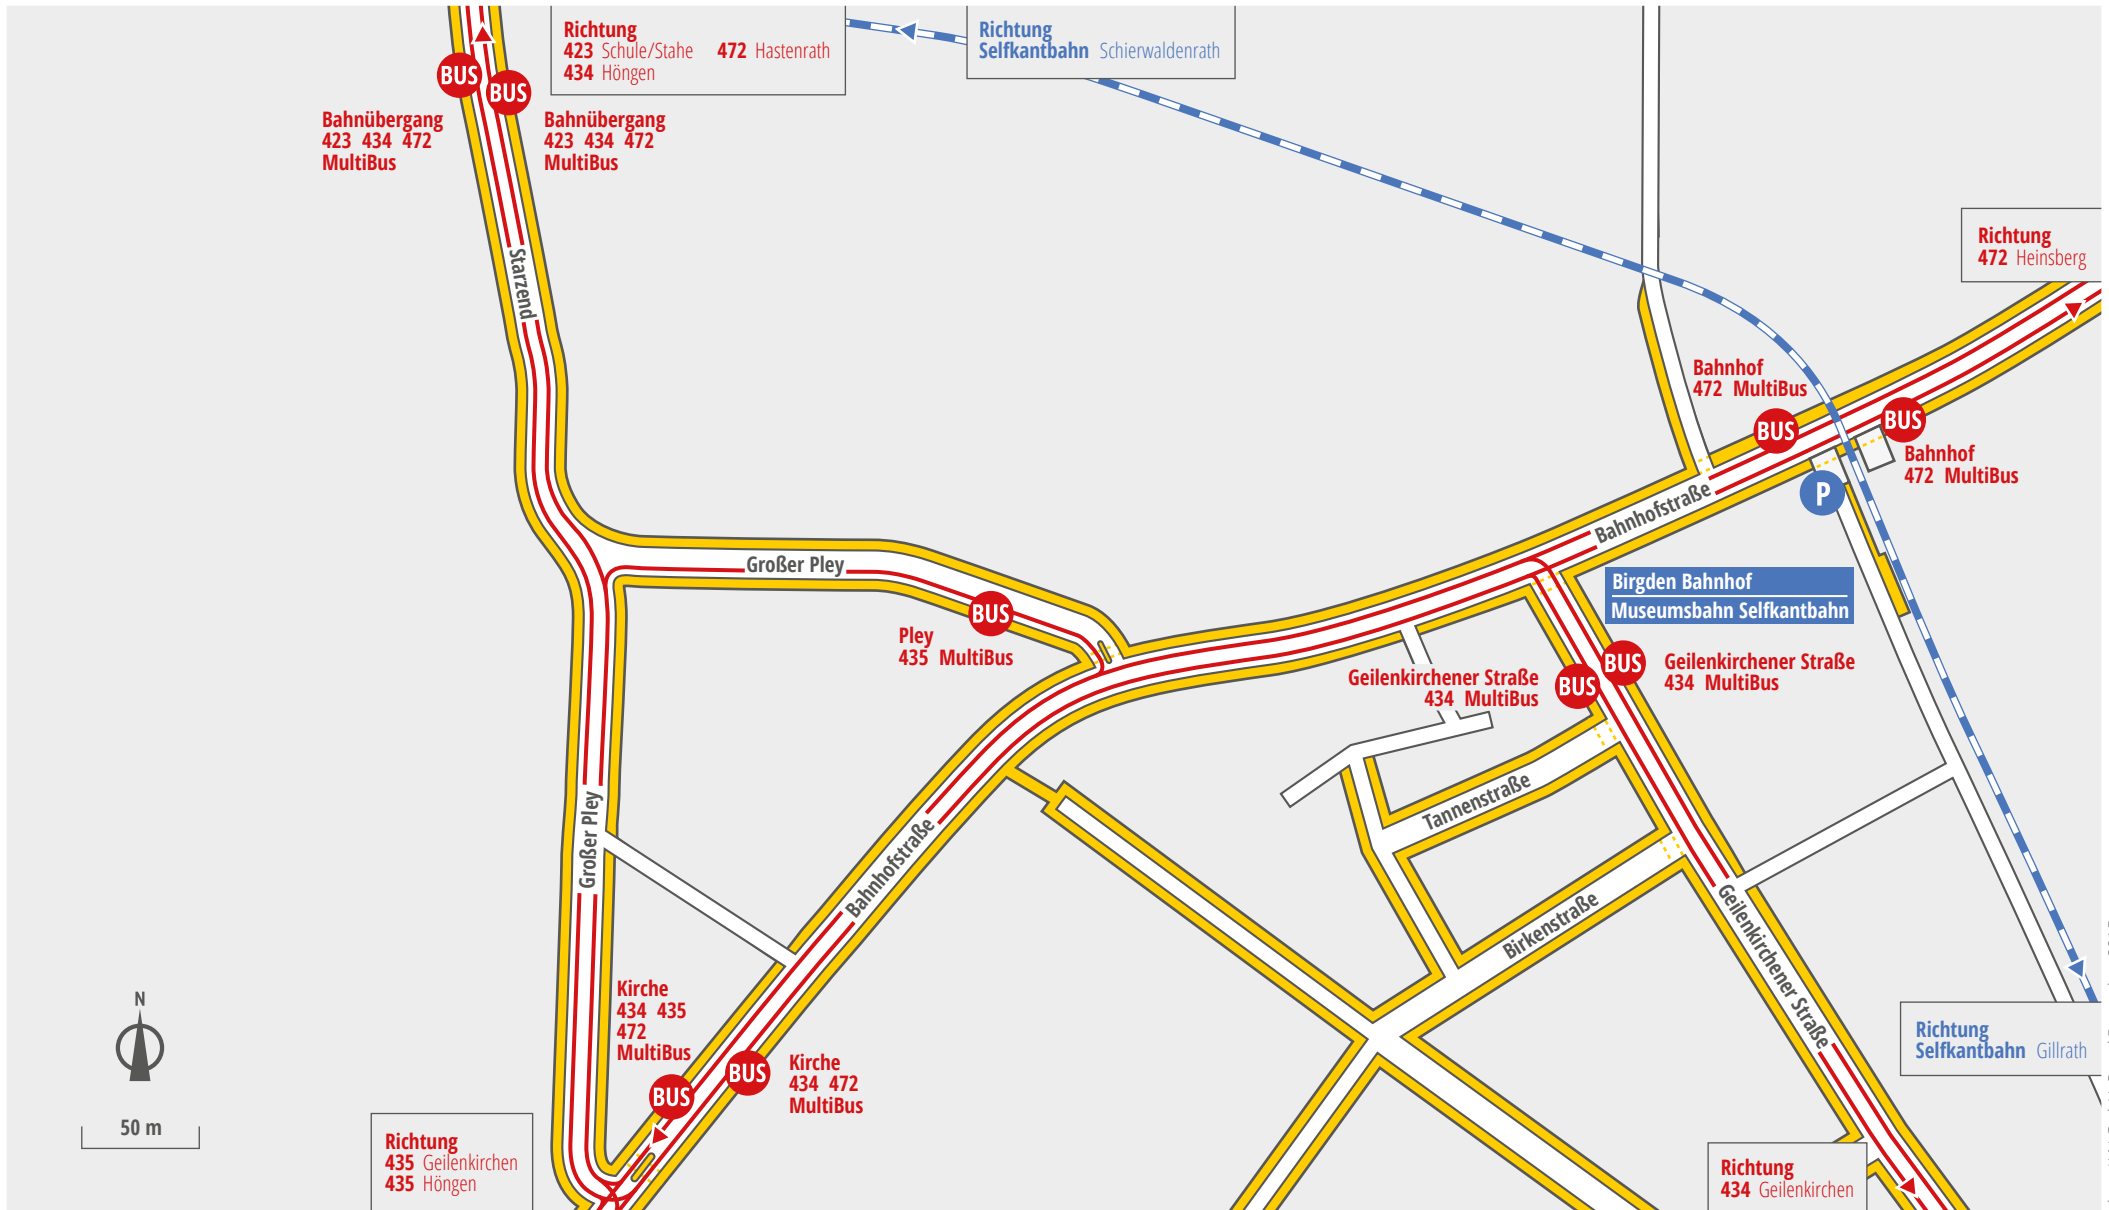 Richtung
423 Schule/Stahe 472 Hastenrath
434 Höngen
Richtung
Selfkantbahn Schierwaldenrath
BUS
BUS
Bahnübergang
423 434 472
MultiBus
Bahnübergang
423 434 472
MultiBus
Starzend
Richtung
472 Heinsberg
Bahnhof
472 MultiBus
BUS
BUS
Bahnhof
472 MultiBus
P
Bahnhofstraße
Großer Pley
Birgden Bahnhof
Museumsbahn Selfkantbahn
BUS
Pley
435 MultiBus
Geilenkirchener Straße
434 MultiBus
BUS
BUS
Geilenkirchener Straße
434 MultiBus
Tannenstraße
Großer Pley
Bahnhofstraße
Birkenstraße
Geilenkirchener Straße
Kirche
434 435
472
MultiBus
BUS
BUS
Kirche
434 472
MultiBus
N
50 m
Richtung
Selfkantbahn Gillrath
Richtung
435 Geilenkirchen
435 Höngen
Richtung
434 Geilenkirchen